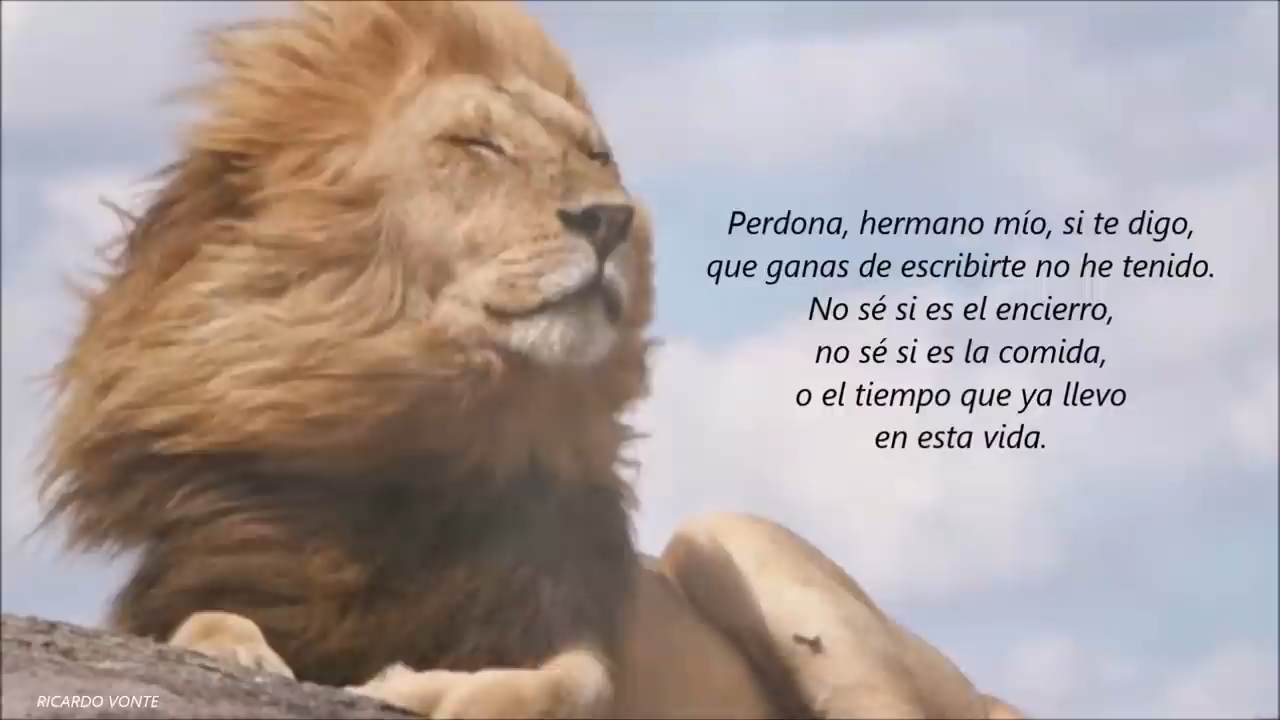 Perdona, hermano mío, si te digo,
que ganas de escribirte no he tenido.
No sé si es el encierro,
no sé si es la comida,
o el tiempo que ya llevo
en esta vida.
RICARDO VONTE